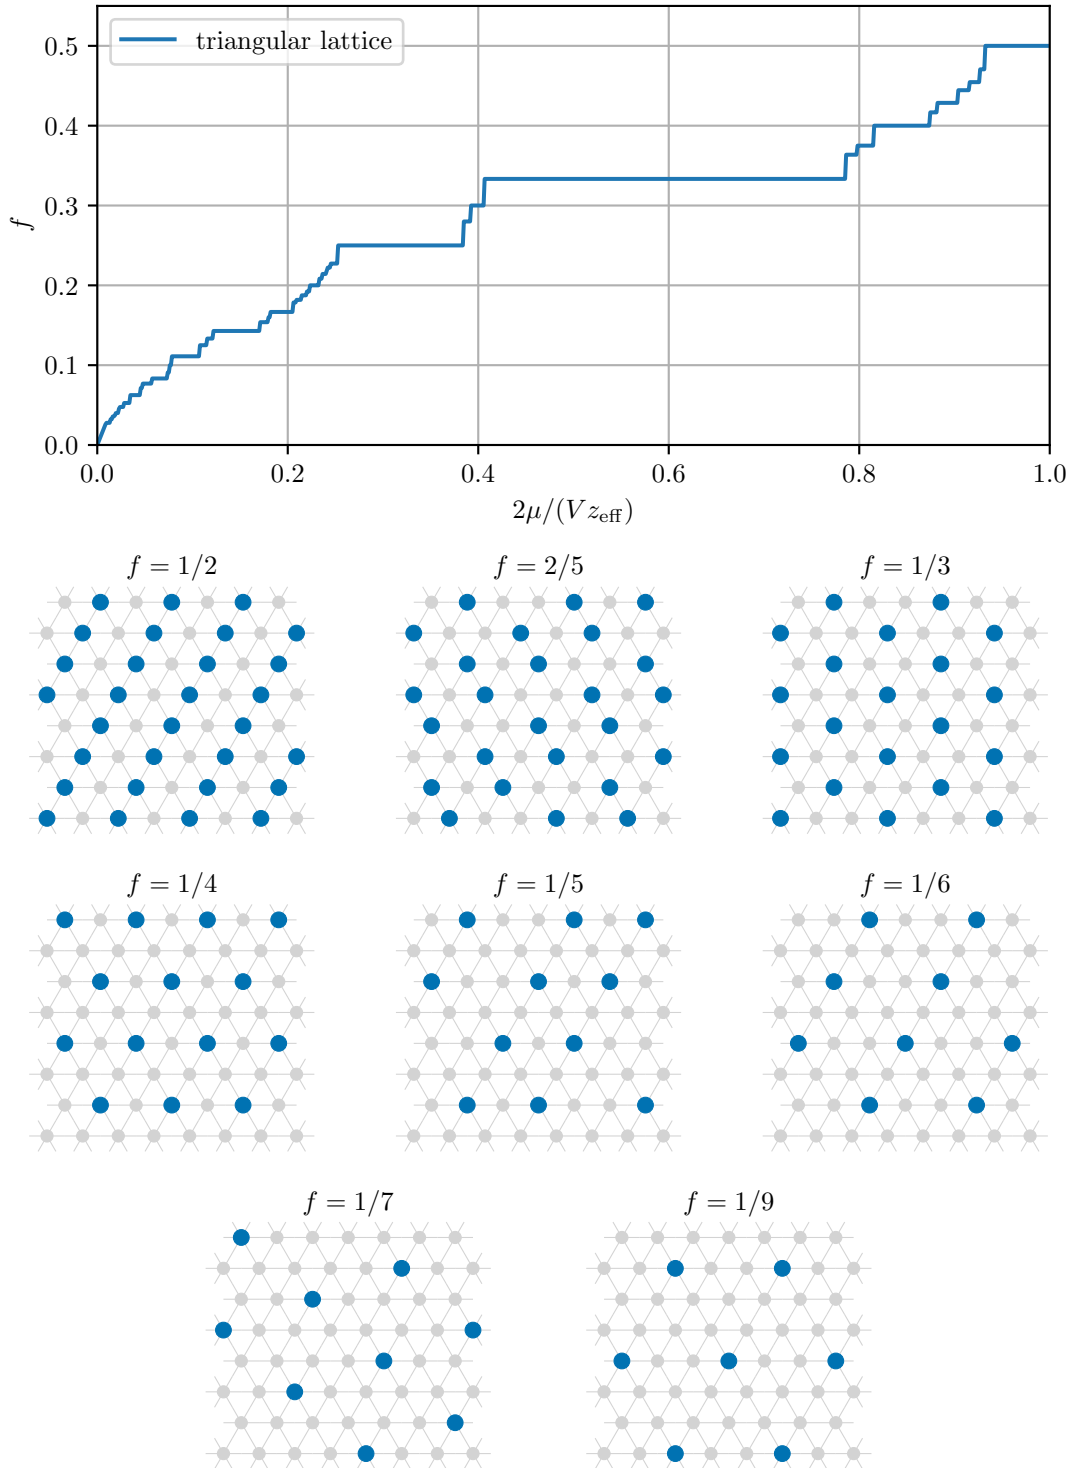 triangular lattice
0.5
0.4
0.3
0.2
0.1
0.0
f
0.0 0.2 0.4 0.6 0.8 1.0
2μ/(Vz_eff)
f = 1/2 f = 2/5 f = 1/3
f = 1/4 f = 1/5 f = 1/6
f = 1/7 f = 1/9